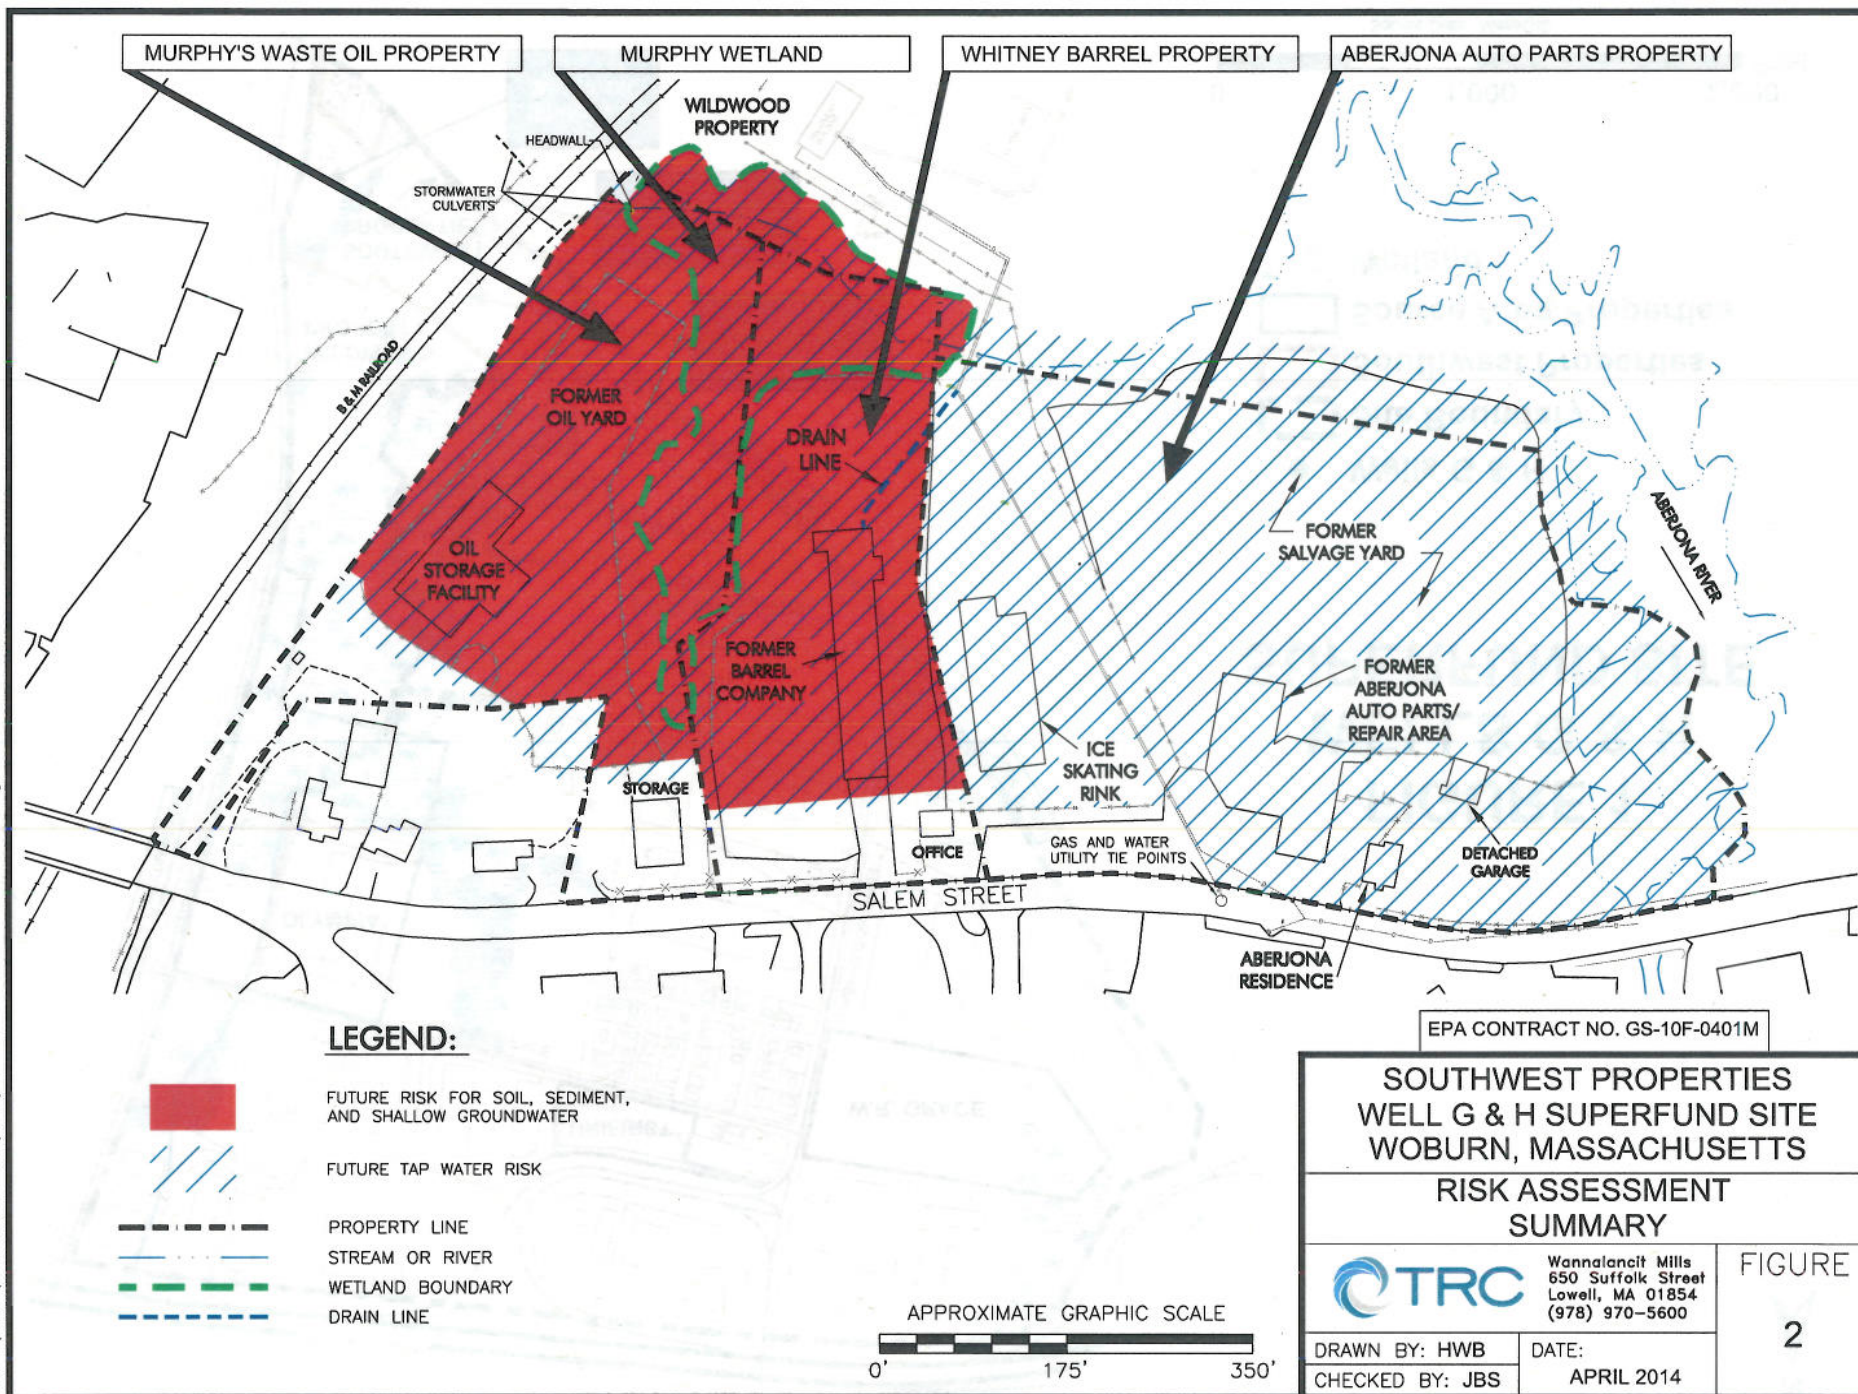 MURPHY'S WASTE OIL PROPERTY
MURPHY WETLAND
WHITNEY BARREL PROPERTY
ABERJONA AUTO PARTS PROPERTY
WILDWOOD
PROPERTY
HEADWALL
STORMWATER
CULVERTS
B & M RAILROAD
FORMER
OIL YARD
DRAIN
LINE
OIL
STORAGE
FACILITY
FORMER
SALVAGE YARD
ABERJONA RIVER
FORMER
BARREL
COMPANY
FORMER
ABERJONA
AUTO PARTS/
REPAIR AREA
ICE
SKATING
RINK
STORAGE
OFFICE
GAS AND WATER
UTILITY TIE POINTS
DETACHED
GARAGE
SALEM STREET
ABERJONA
RESIDENCE
LEGEND:
FUTURE RISK FOR SOIL, SEDIMENT,
AND SHALLOW GROUNDWATER
FUTURE TAP WATER RISK
PROPERTY LINE
STREAM OR RIVER
WETLAND BOUNDARY
DRAIN LINE
APPROXIMATE GRAPHIC SCALE
0' 175' 350'
EPA CONTRACT NO. GS-10F-0401M
SOUTHWEST PROPERTIES
WELL G & H SUPERFUND SITE
WOBURN, MASSACHUSETTS
RISK ASSESSMENT
SUMMARY
TRC
Wannalancit Mills
650 Suffolk Street
Lowell, MA 01854
(978) 970-5600
FIGURE
2
DRAWN BY: HWB
CHECKED BY: JBS
DATE:
APRIL 2014